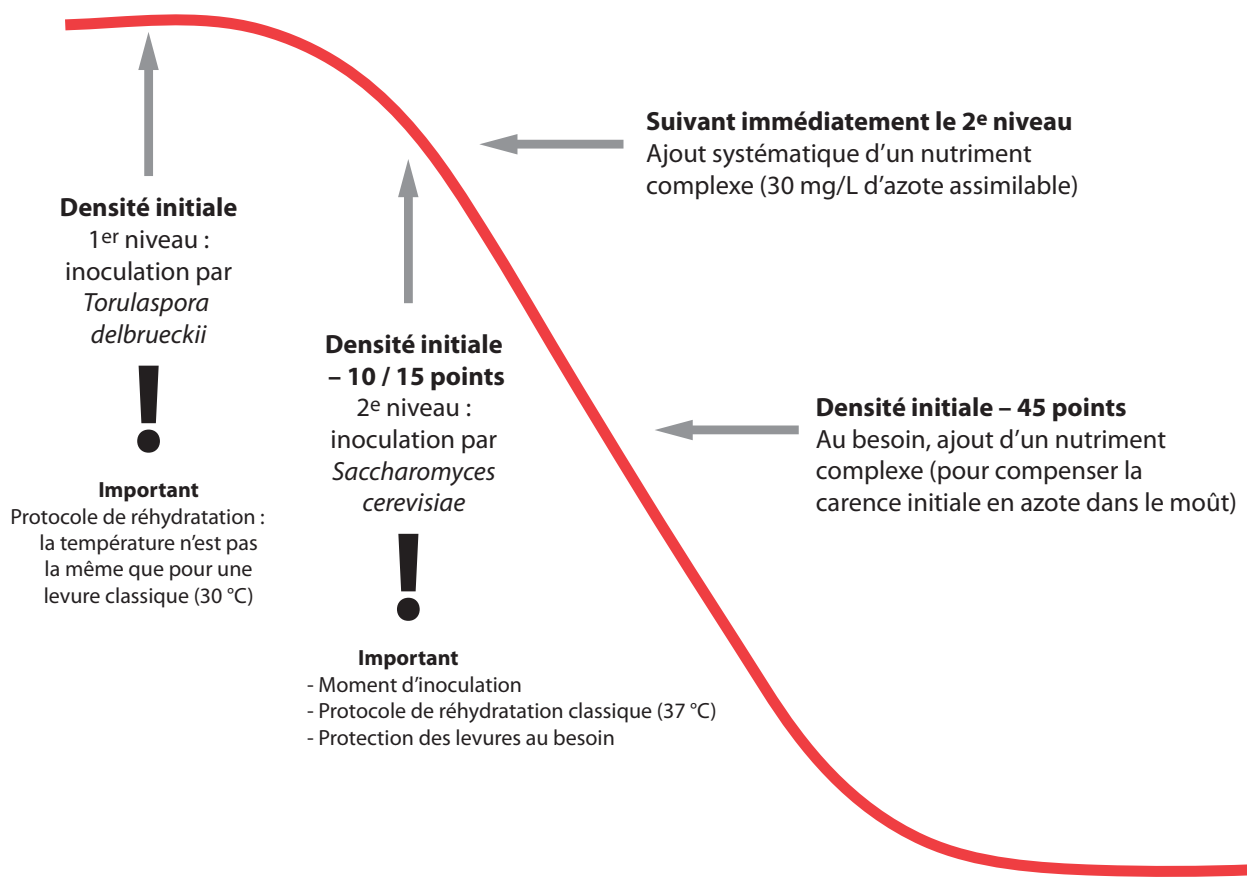 Densité initiale
1er niveau :
inoculation par
Torulaspora
delbrueckii
!
Important
Protocole de réhydratation :
la température n'est pas
la même que pour une
levure classique (30 °C)
Densité initiale
– 10 / 15 points
2e niveau :
inoculation par
Saccharomyces
cerevisiae
!
Important
- Moment d'inoculation
- Protocole de réhydratation classique (37 °C)
- Protection des levures au besoin
Suivant immédiatement le 2e niveau
Ajout systématique d'un nutriment
complexe (30 mg/L d'azote assimilable)
Densité initiale – 45 points
Au besoin, ajout d'un nutriment
complexe (pour compenser la
carence initiale en azote dans le moût)